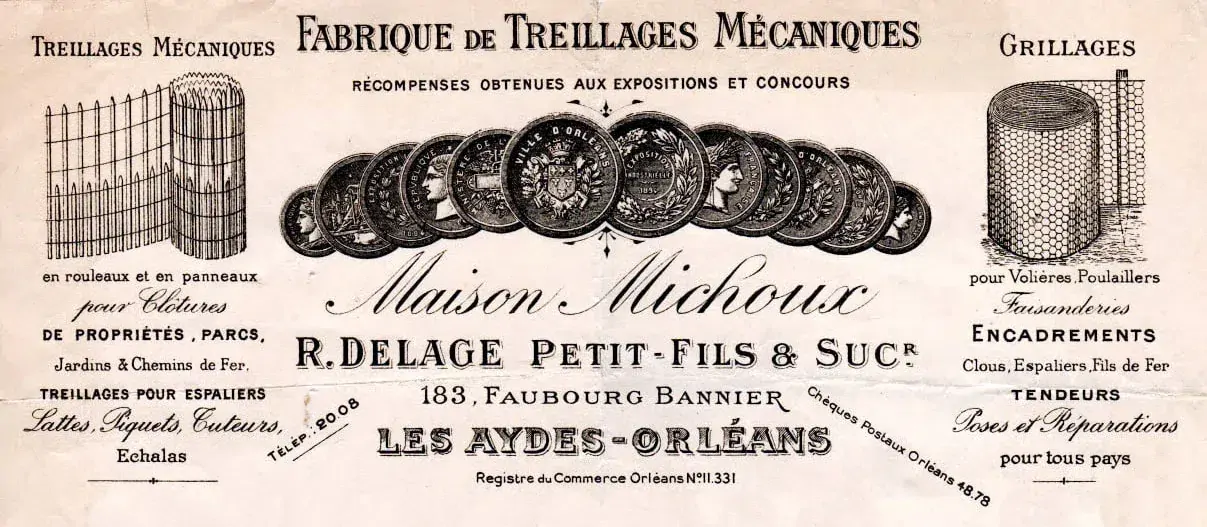 TREILLAGES MÉCANIQUES
en rouleaux et en panneaux
pour Clôtures
DE PROPRIÉTÉS, PARCS,
Jardins & Chemins de Fer.
TREILLAGES POUR ESPALIERS
Lattes, Piquets, Tuteurs,
Echalas
FABRIQUE DE TREILLAGES MÉCANIQUES
RÉCOMPENSES OBTENUES AUX EXPOSITIONS ET CONCOURS
VILLE D'ORLÉANS
EXPOSITION
INDUSTRIELLE
Maison Michoux
R. DELAGE PETIT-FILS & SUCR.
183, FAUBOURG BANNIER
TÉLÉP.: 20.08
LES AYDES-ORLÉANS
Chèques Postaux Orléans 48.78
Registre du Commerce Orléans No 11.331
GRILLAGES
pour Volières, Poulaillers
Faisanderies
ENCADREMENTS
Clous, Espaliers, Fils de Fer
TENDEURS
Poses et Réparations
pour tous pays